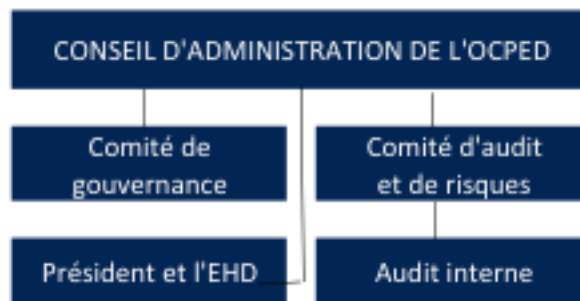 CONSEIL D'ADMINISTRATION DE L'OCPED
Comité de
gouvernance
Comité d'audit
et de risques
Président et l'EHD
Audit interne